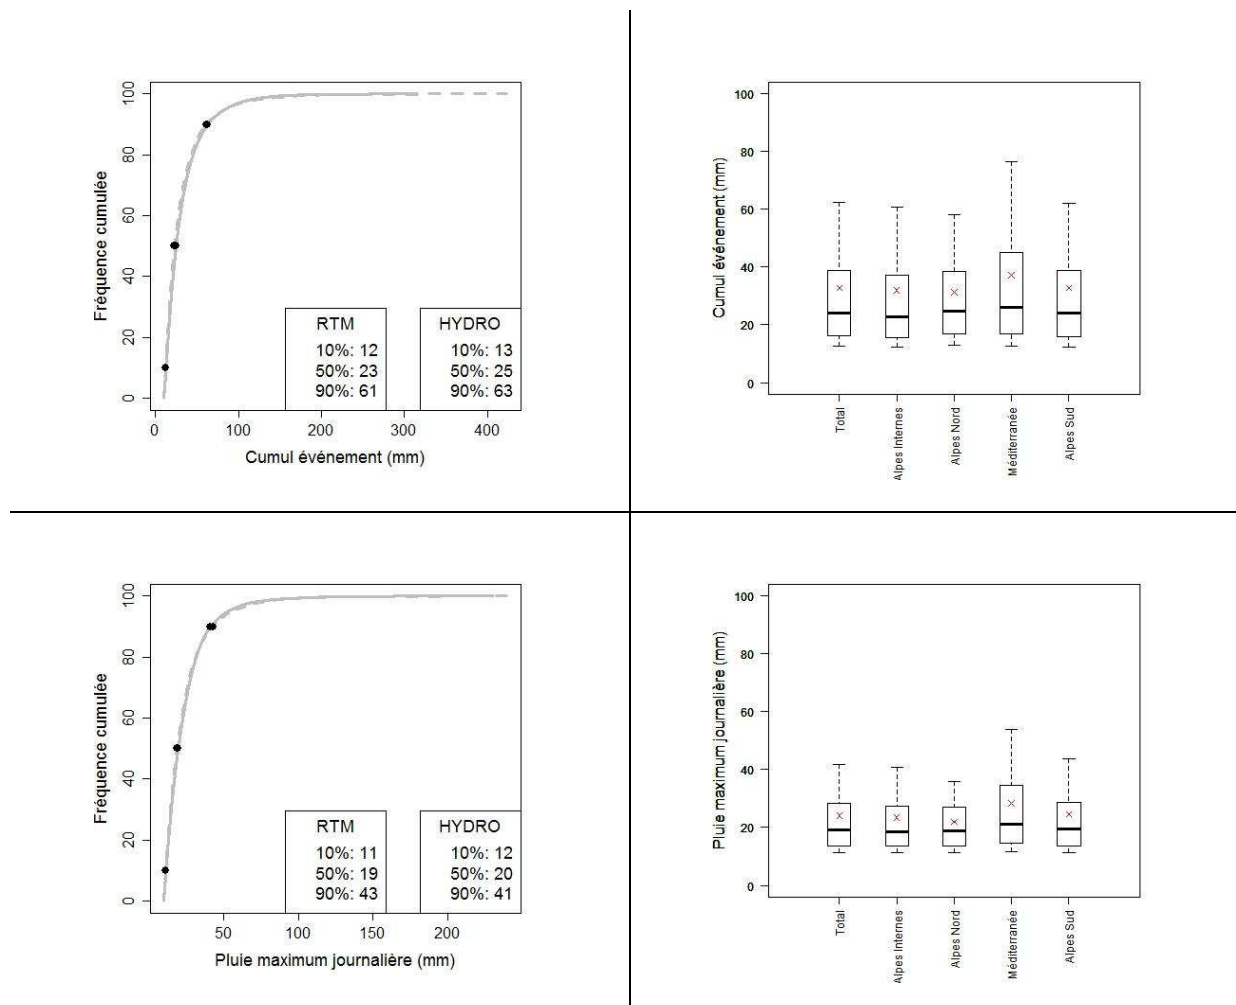 Fréquence cumulée
100
80
60
40
20
0
RTM
10%: 12
50%: 23
90%: 61
HYDRO
10%: 13
50%: 25
90%: 63
0 100 200 300 400
Cumul événement (mm)
Cumul événement (mm)
100
80
60
40
20
0
Total
Alpes Internes
Alpes Nord
Méditerranée
Alpes Sud
Fréquence cumulée
100
80
60
40
20
0
RTM
10%: 11
50%: 19
90%: 43
HYDRO
10%: 12
50%: 20
90%: 41
50 100 150 200
Pluie maximum journalière (mm)
Pluie maximum journalière (mm)
100
80
60
40
20
0
Total
Alpes Internes
Alpes Nord
Méditerranée
Alpes Sud